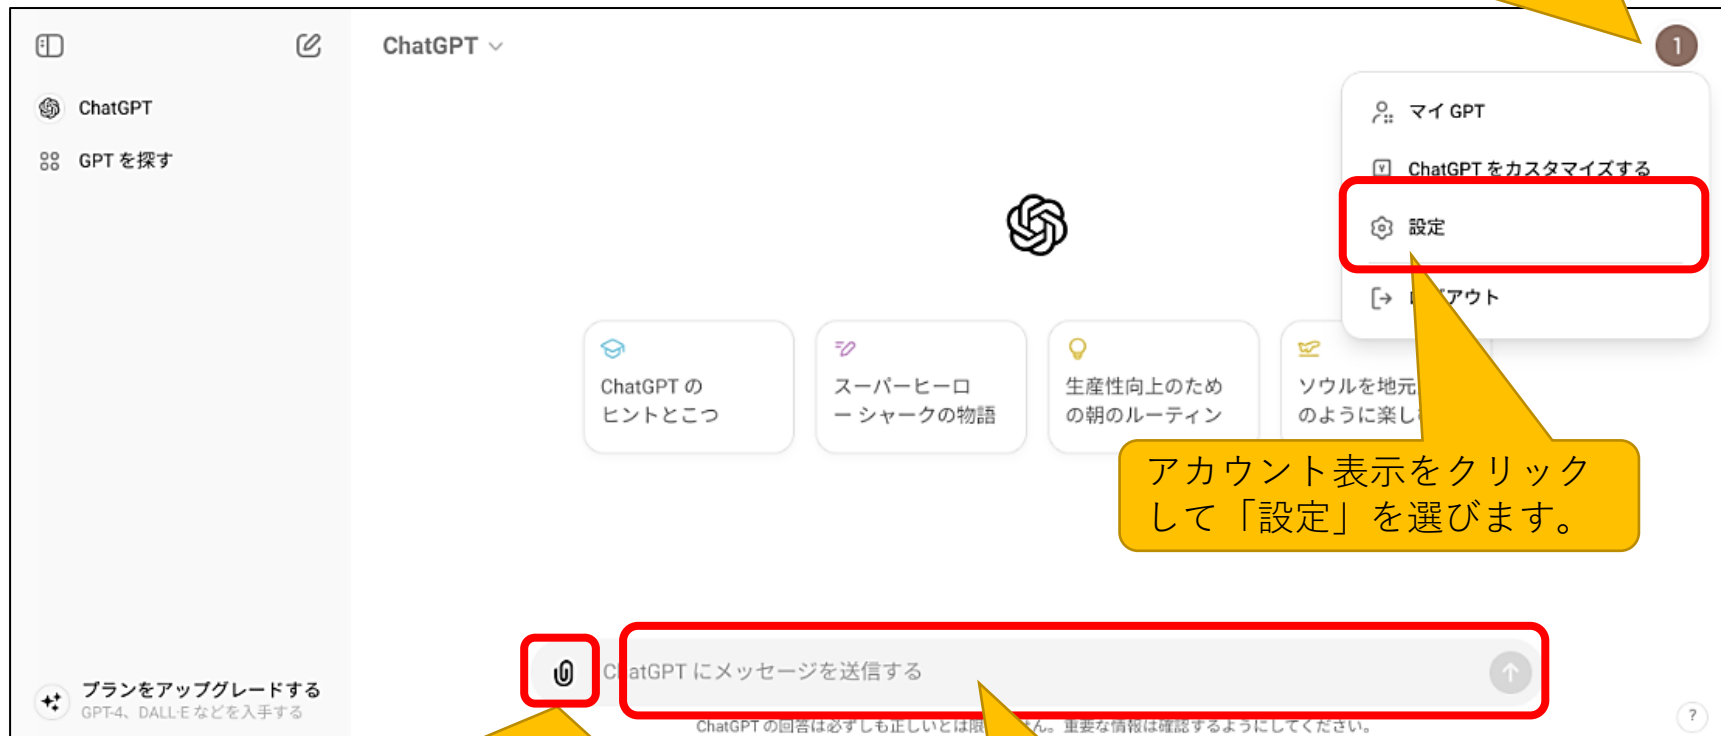 ChatGPT
1
ChatGPT
GPT を探す
マイ GPT
ChatGPT をカスタマイズする
設定
アウト
ChatGPT の
ヒントとこつ
スーパーヒーロ
ー シャークの物語
生産性向上のため
の朝のルーティン
ソウルを地元
のように楽し
アカウント表示をクリック
して「設定」を選びます。
ChatGPT にメッセージを送信する
プランをアップグレードする
GPT-4、DALL·E などを入手する
ChatGPT の回答は必ずしも正しいとは限 ん。重要な情報は確認するようにしてください。
?